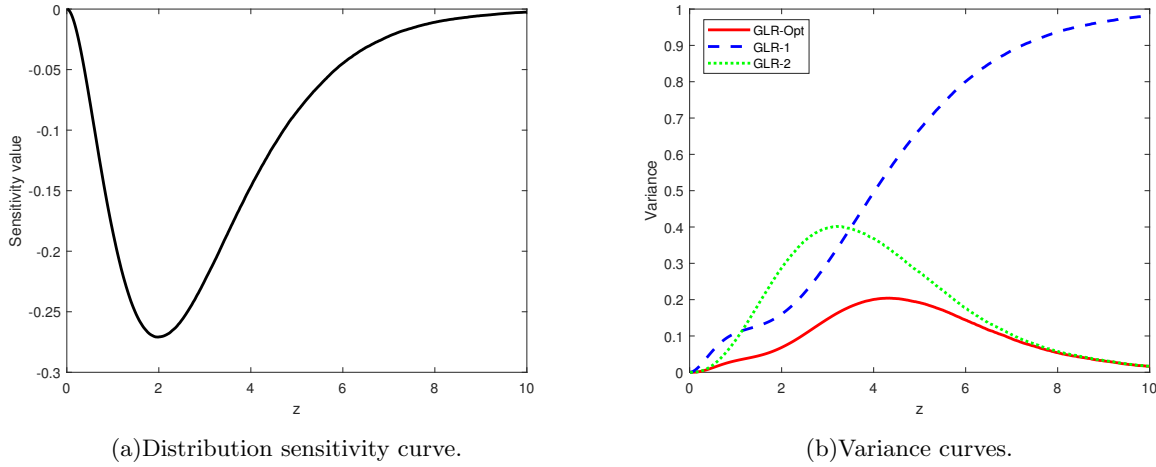 0
-0.05
-0.1
-0.15
-0.2
-0.25
-0.3
Sensitivity value
0 2 4 6 8 10
z
(a)Distribution sensitivity curve.
1
0.9
0.8
0.7
0.6
0.5
0.4
0.3
0.2
0.1
0
Variance
GLR-Opt
GLR-1
GLR-2
0 2 4 6 8 10
z
(b)Variance curves.